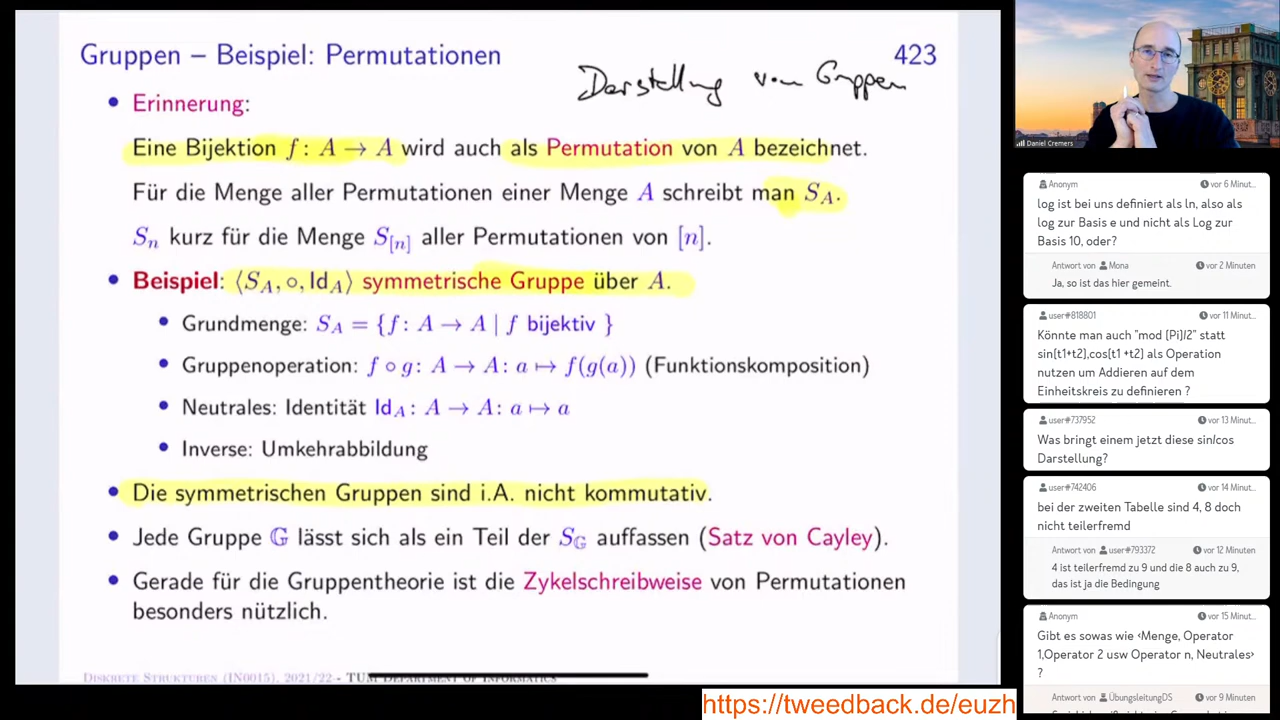 Gruppen – Beispiel: Permutationen 423
Darstellung von Gruppen
• Erinnerung:
Eine Bijektion f: A → A wird auch als Permutation von A bezeichnet.
Für die Menge aller Permutationen einer Menge A schreibt man S_A.
S_n kurz für die Menge S_[n] aller Permutationen von [n].
• Beispiel: ⟨S_A, ∘, Id_A⟩ symmetrische Gruppe über A.
• Grundmenge: S_A = {f: A → A | f bijektiv }
• Gruppenoperation: f ∘ g: A → A: a ↦ f(g(a)) (Funktionskomposition)
• Neutrales: Identität Id_A: A → A: a ↦ a
• Inverse: Umkehrabbildung
• Die symmetrischen Gruppen sind i.A. nicht kommutativ.
• Jede Gruppe 𝔾 lässt sich als ein Teil der S_𝔾 auffassen (Satz von Cayley).
• Gerade für die Gruppentheorie ist die Zykelschreibweise von Permutationen
besonders nützlich.
Diskrete Strukturen (IN0015), 2021/22 - TUM Department of Informatics
Daniel Cremers
Anonym vor 6 Minut...
log ist bei uns definiert als ln, also als
log zur Basis e und nicht als Log zur
Basis 10, oder?
Antwort von Mona vor 2 Minuten
Ja, so ist das hier gemeint.
user#818801 vor 11 Minut...
Könnte man auch "mod [Pi]/2" statt
sin[t1+t2],cos[t1 +t2] als Operation
nutzen um Addieren auf dem
Einheitskreis zu definieren ?
user#737952 vor 13 Minut...
Was bringt einem jetzt diese sin/cos
Darstellung?
user#742406 vor 14 Minut...
bei der zweiten Tabelle sind 4, 8 doch
nicht teilerfremd
Antwort von user#793372 vor 12 Minuten
4 ist teilerfremd zu 9 und die 8 auch zu 9,
das ist ja die Bedingung
Anonym vor 15 Minut...
Gibt es sowas wie ‹Menge, Operator
1,Operator 2 usw Operator n, Neutrales›
?
Antwort von ÜbungsleitungDS vor 9 Minuten
https://tweedback.de/euzh